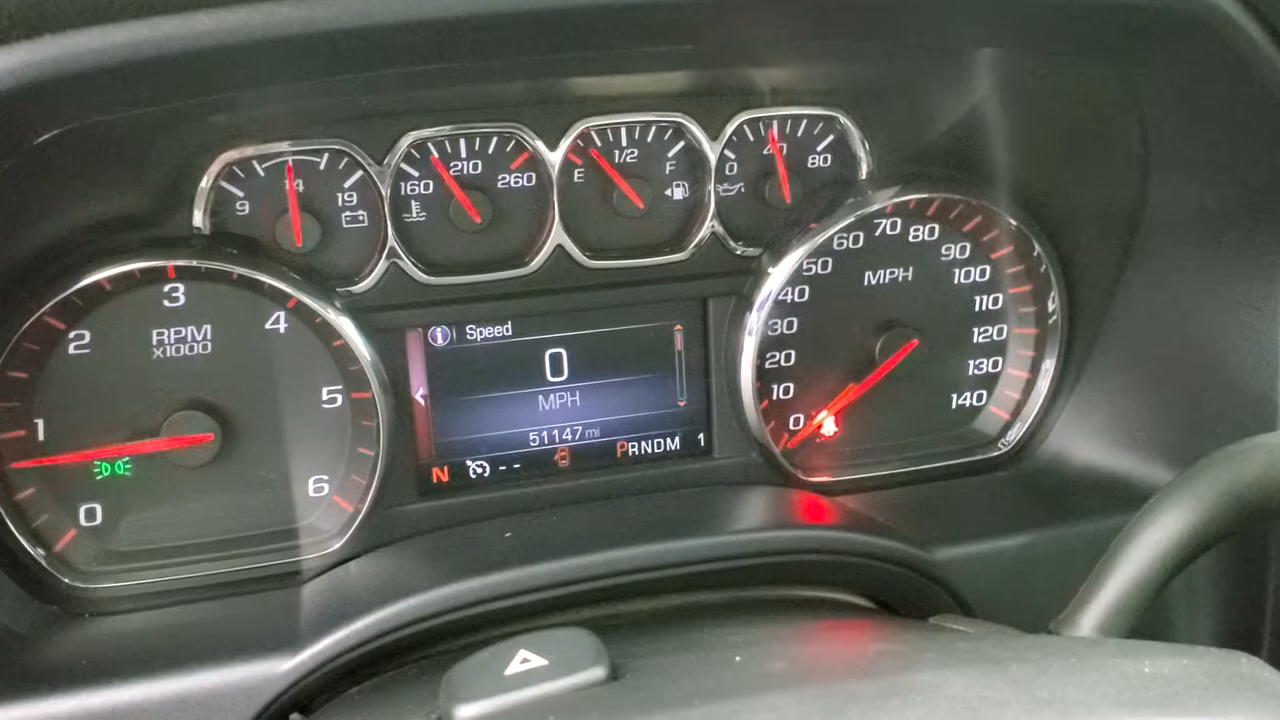 9 14 19
160 210 260
E 1/2 F
0 40 80
0 1 2 3 4 5 6
RPM
x1000
Speed
0
MPH
51147 mi
N -- PRNDM 1
0 10 20 30 40 50 60 70 80 90 100 110 120 130 140
MPH